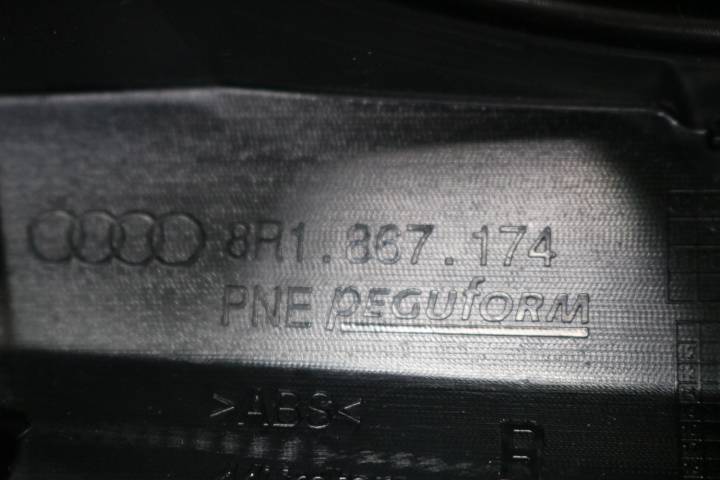 8R1.867.174
PNE PEGUFORM
>ABS<
R